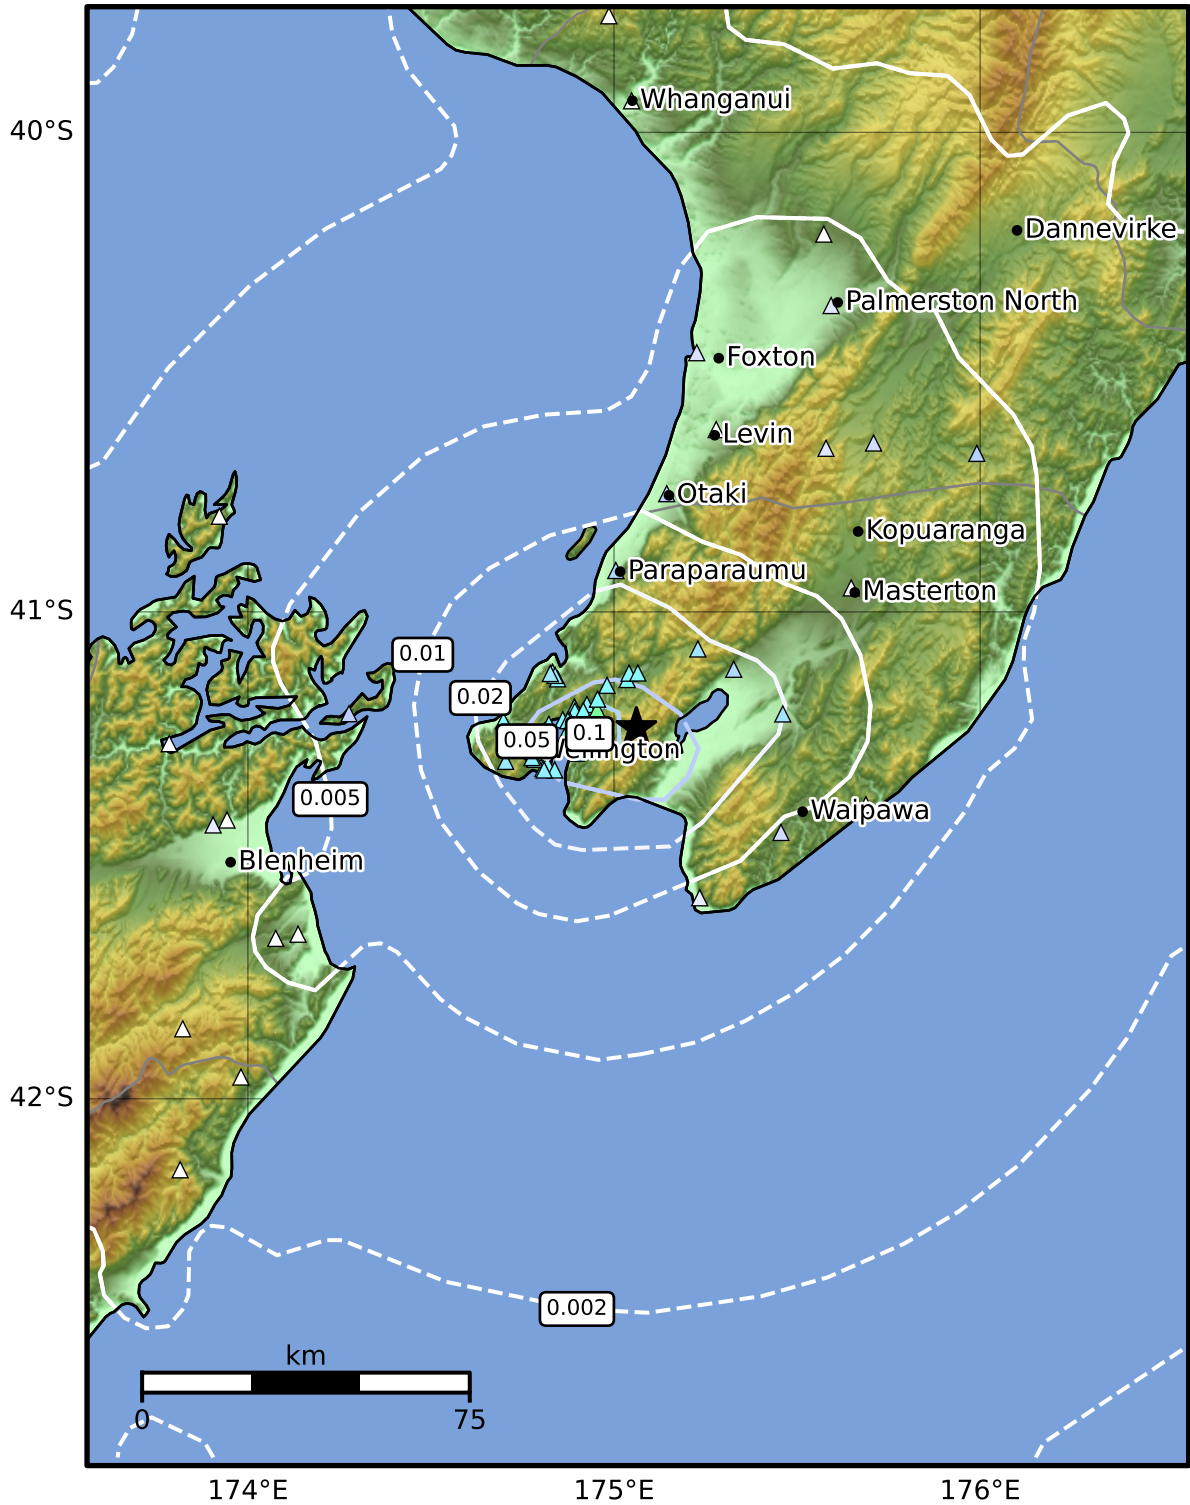 Whanganui
40°S
Dannevirke
Palmerston North
Foxton
Levin
Otaki
Kopuaranga
Paraparaumu
Masterton
41°S
0.01
0.02
0.05
0.1
Wellington
0.005
Waipawa
Blenheim
42°S
0.002
km
0
75
174°E
175°E
176°E